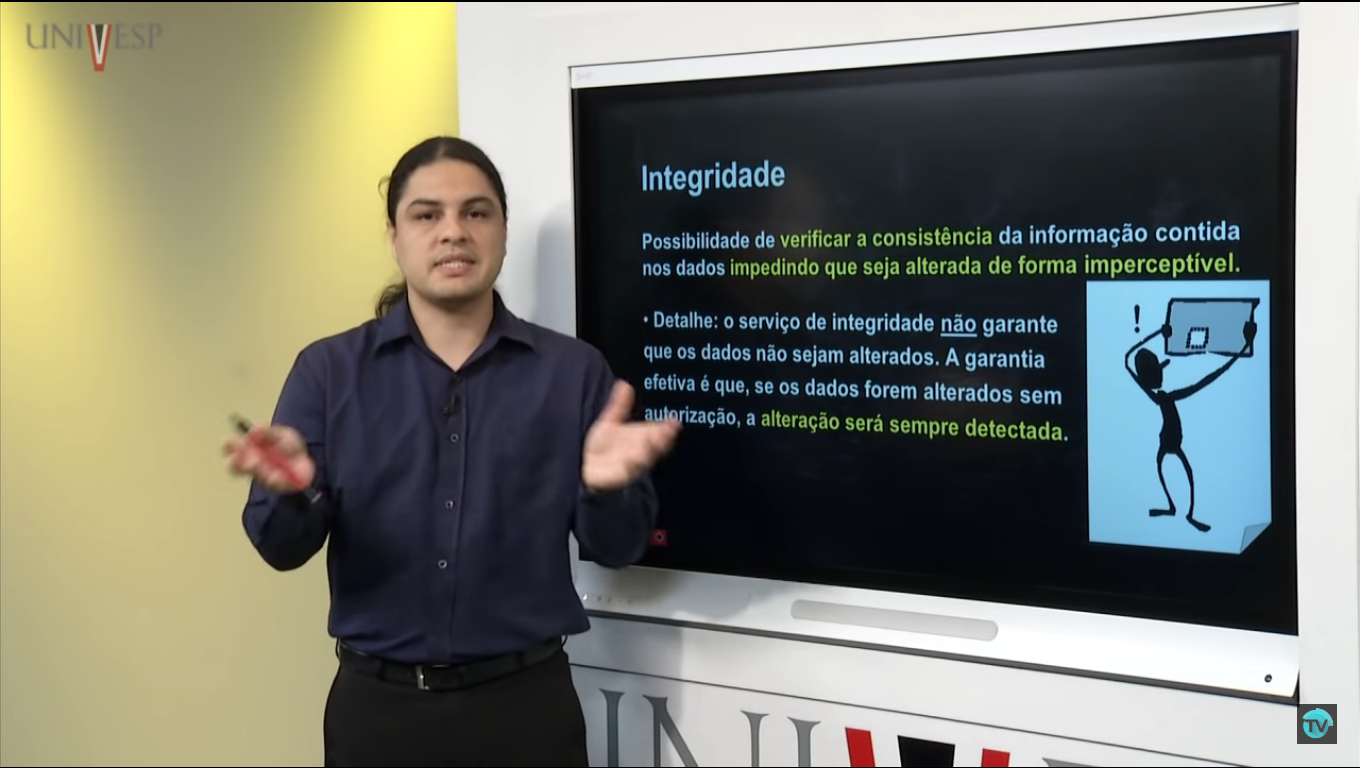 UNIVESP
Integridade
Possibilidade de verificar a consistência da informação contida
nos dados impedindo que seja alterada de forma imperceptível.
• Detalhe: o serviço de integridade não garante
que os dados não sejam alterados. A garantia
efetiva é que, se os dados forem alterados sem
autorização, a alteração será sempre detectada.
!
UNIV
TV